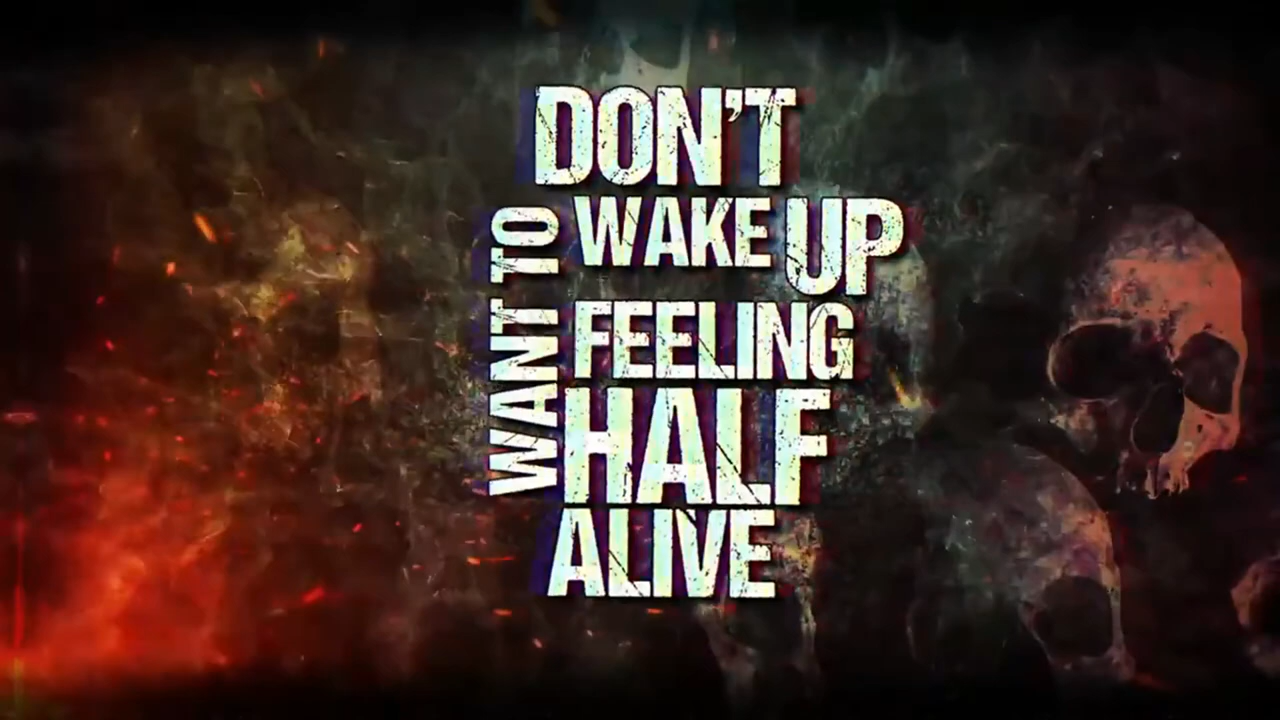 DON'T
WANT TO
WAKE UP
FEELING
HALF
ALIVE